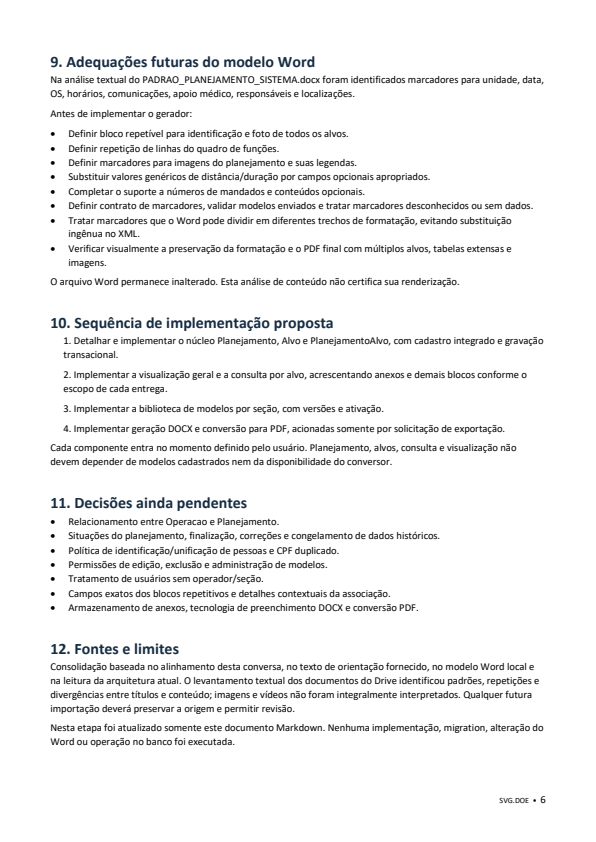 9. Adequações futuras do modelo Word
Na análise textual do PADRAO_PLANEJAMENTO_SISTEMA.docx foram identificados marcadores para unidade, data,
OS, horários, comunicações, apoio médico, responsáveis e localizações.
Antes de implementar o gerador:
• Definir bloco repetível para identificação e foto de todos os alvos.
• Definir repetição de linhas do quadro de funções.
• Definir marcadores para imagens do planejamento e suas legendas.
• Substituir valores genéricos de distância/duração por campos opcionais apropriados.
• Completar o suporte a números de mandados e conteúdos opcionais.
• Definir contrato de marcadores, validar modelos enviados e tratar marcadores desconhecidos ou sem dados.
• Tratar marcadores que o Word pode dividir em diferentes trechos de formatação, evitando substituição
ingênua no XML.
• Verificar visualmente a preservação da formatação e o PDF final com múltiplos alvos, tabelas extensas e
imagens.
O arquivo Word permanece inalterado. Esta análise de conteúdo não certifica sua renderização.
10. Sequência de implementação proposta
1. Detalhar e implementar o núcleo Planejamento, Alvo e PlanejamentoAlvo, com cadastro integrado e gravação
transacional.
2. Implementar a visualização geral e a consulta por alvo, acrescentando anexos e demais blocos conforme o
escopo de cada entrega.
3. Implementar a biblioteca de modelos por seção, com versões e ativação.
4. Implementar geração DOCX e conversão para PDF, acionadas somente por solicitação de exportação.
Cada componente entra no momento definido pelo usuário. Planejamento, alvos, consulta e visualização não
devem depender de modelos cadastrados nem da disponibilidade do conversor.
11. Decisões ainda pendentes
• Relacionamento entre Operacao e Planejamento.
• Situações do planejamento, finalização, correções e congelamento de dados históricos.
• Política de identificação/unificação de pessoas e CPF duplicado.
• Permissões de edição, exclusão e administração de modelos.
• Tratamento de usuários sem operador/seção.
• Campos exatos dos blocos repetitivos e detalhes contextuais da associação.
• Armazenamento de anexos, tecnologia de preenchimento DOCX e conversão PDF.
12. Fontes e limites
Consolidação baseada no alinhamento desta conversa, no texto de orientação fornecido, no modelo Word local e
na leitura da arquitetura atual. O levantamento textual dos documentos do Drive identificou padrões, repetições e
divergências entre títulos e conteúdo; imagens e vídeos não foram integralmente interpretados. Qualquer futura
importação deverá preservar a origem e permitir revisão.
Nesta etapa foi atualizado somente este documento Markdown. Nenhuma implementação, migration, alteração do
Word ou operação no banco foi executada.
SVG.DOE • 6